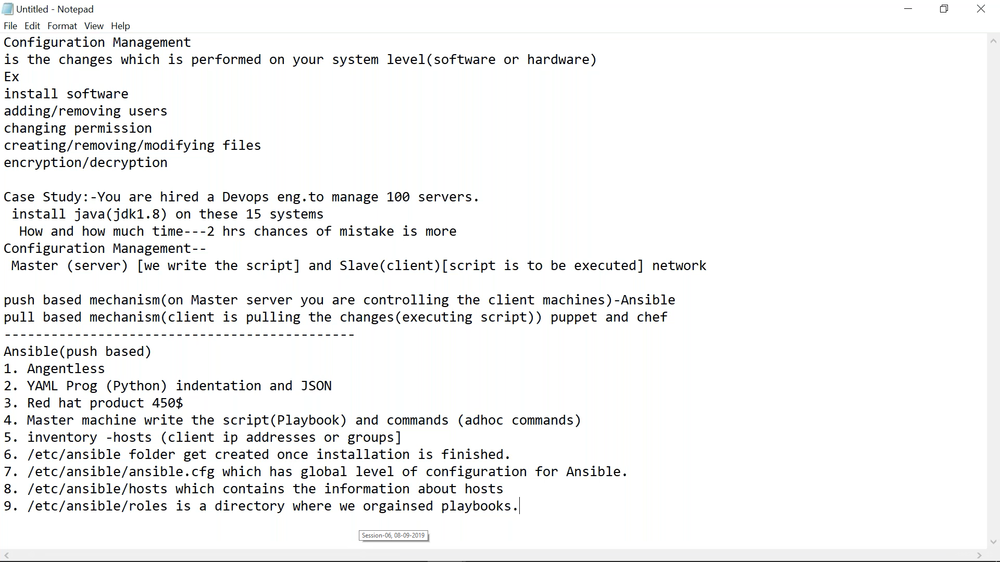 Untitled - Notepad
File Edit Format View Help
Configuration Management
is the changes which is performed on your system level(software or hardware)
Ex
install software
adding/removing users
changing permission
creating/removing/modifying files
encryption/decryption
Case Study:-You are hired a Devops eng.to manage 100 servers.
install java(jdk1.8) on these 15 systems
How and how much time---2 hrs chances of mistake is more
Configuration Management--
Master (server) [we write the script] and Slave(client)[script is to be executed] network
push based mechanism(on Master server you are controlling the client machines)-Ansible
pull based mechanism(client is pulling the changes(executing script)) puppet and chef
---------------------------------------------
Ansible(push based)
1. Angentless
2. YAML Prog (Python) indentation and JSON
3. Red hat product 450$
4. Master machine write the script(Playbook) and commands (adhoc commands)
5. inventory -hosts (client ip addresses or groups]
6. /etc/ansible folder get created once installation is finished.
7. /etc/ansible/ansible.cfg which has global level of configuration for Ansible.
8. /etc/ansible/hosts which contains the information about hosts
9. /etc/ansible/roles is a directory where we orgainsed playbooks.
Session-06, 08-09-2019